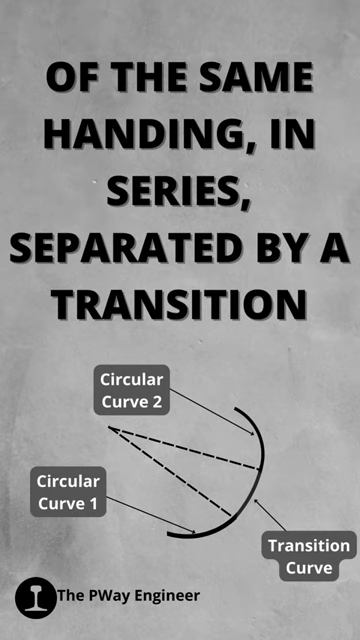 OF THE SAME
HANDING, IN
SERIES,
SEPARATED BY A
TRANSITION
Circular
Curve 2
Circular
Curve 1
Transition
Curve
The PWay Engineer